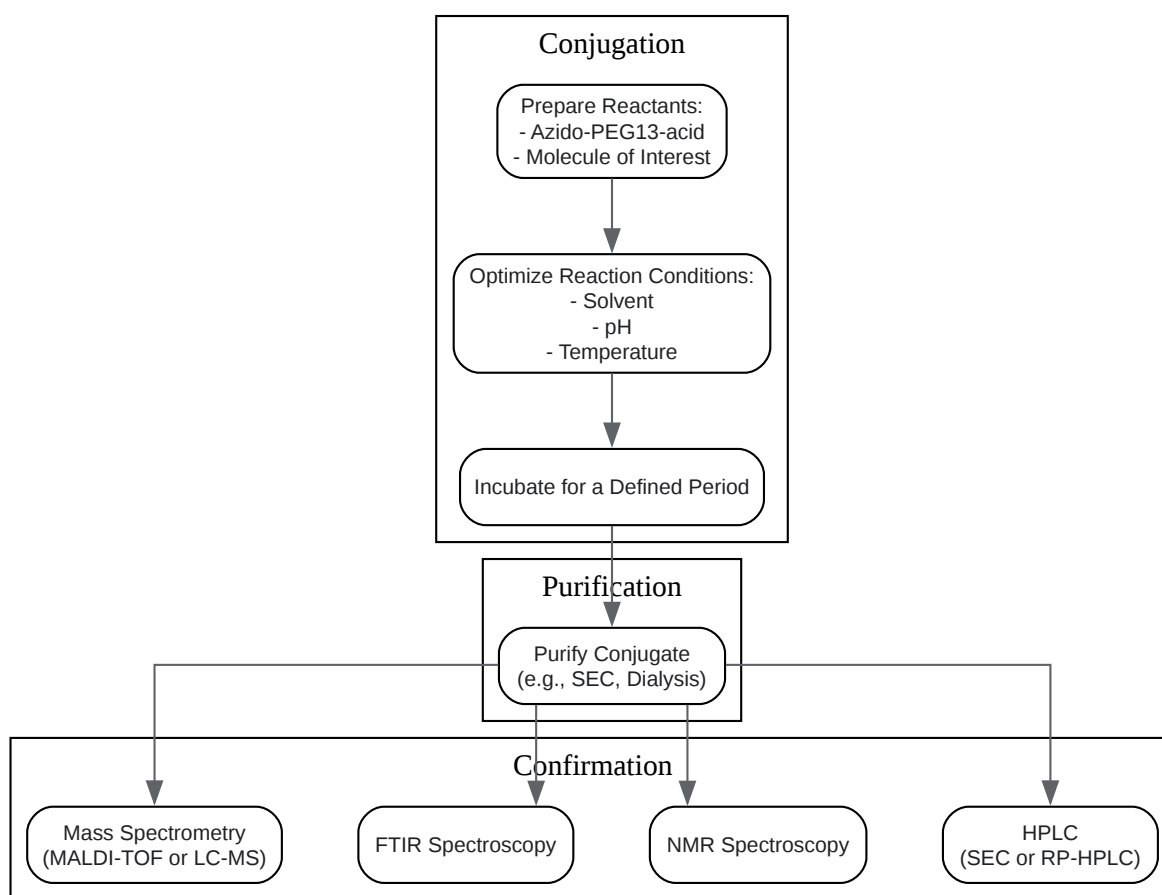 Conjugation
Prepare Reactants:
- Azido-PEG13-acid
- Molecule of Interest
Optimize Reaction Conditions:
- Solvent
- pH
- Temperature
Incubate for a Defined Period
Purification
Purify Conjugate
(e.g., SEC, Dialysis)
Confirmation
Mass Spectrometry
(MALDI-TOF or LC-MS)
FTIR Spectroscopy
NMR Spectroscopy
HPLC
(SEC or RP-HPLC)